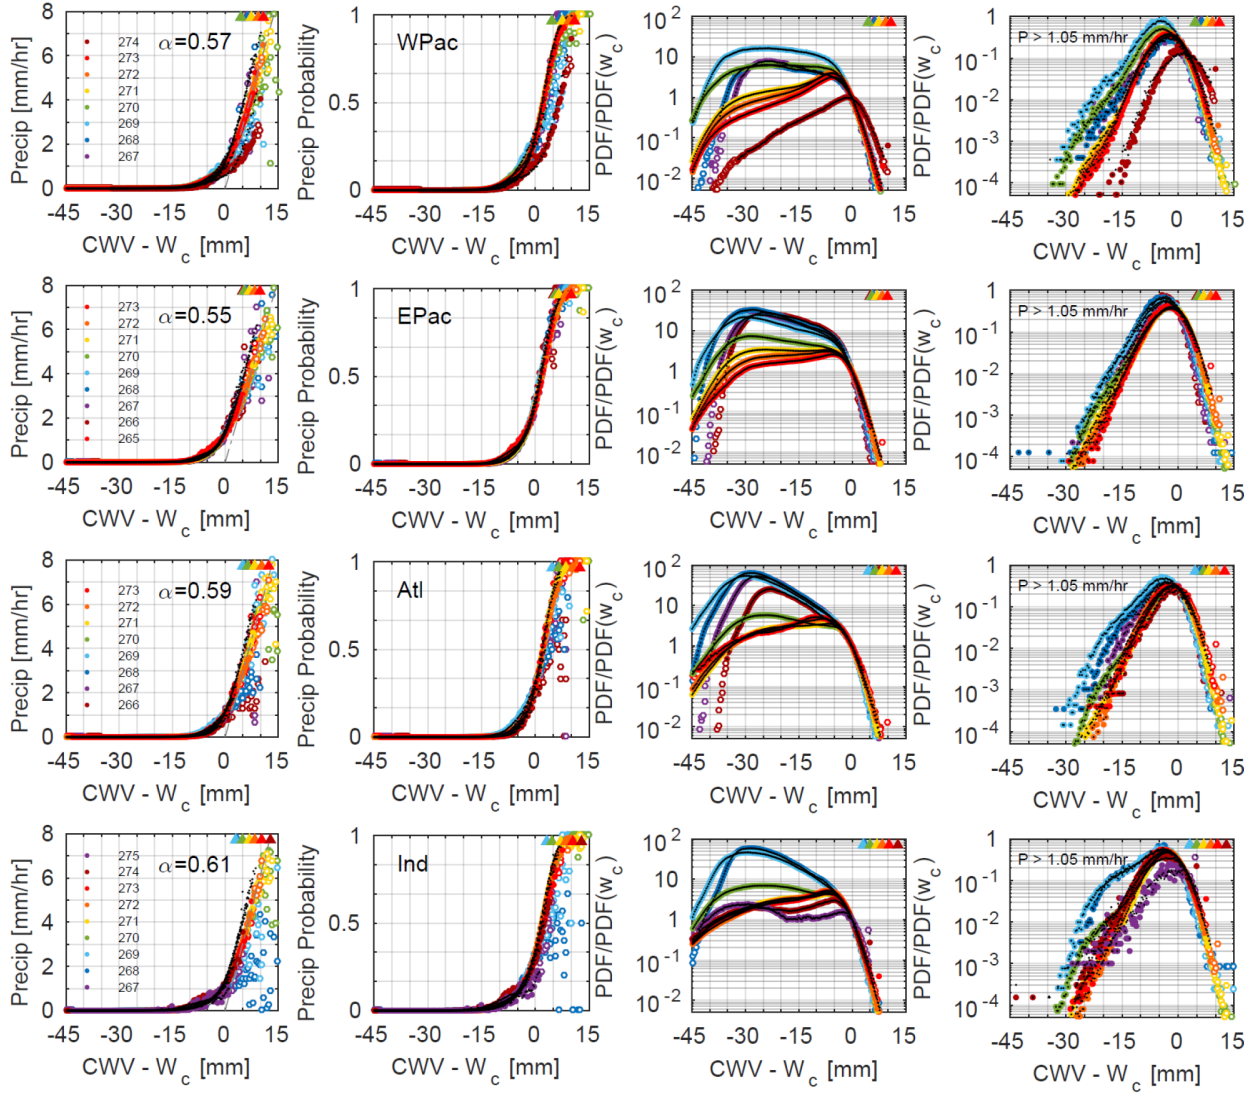 8
6
4
2
0
Precip [mm/hr]
α=0.57
274
273
272
271
270
269
268
267
-45 -30 -15 0 15
CWV - W_c [mm]
1
0.5
0
Precip Probability
WPac
-45 -30 -15 0 15
CWV - W_c [mm]
10^2
10^1
1
10^-1
10^-2
PDF/PDF(w_c)
-45 -30 -15 0 15
CWV - W_c [mm]
1
10^-1
10^-2
10^-3
10^-4
P > 1.05 mm/hr
-45 -30 -15 0 15
CWV - W_c [mm]
8
6
4
2
0
Precip [mm/hr]
α=0.55
273
272
271
270
269
268
267
266
265
-45 -30 -15 0 15
CWV - W_c [mm]
1
0.5
0
Precip Probability
EPac
-45 -30 -15 0 15
CWV - W_c [mm]
10^2
10^1
1
10^-1
10^-2
PDF/PDF(w_c)
-45 -30 -15 0 15
CWV - W_c [mm]
1
10^-1
10^-2
10^-3
10^-4
P > 1.05 mm/hr
-45 -30 -15 0 15
CWV - W_c [mm]
8
6
4
2
0
Precip [mm/hr]
α=0.59
273
272
271
270
269
268
267
266
-45 -30 -15 0 15
CWV - W_c [mm]
1
0.5
0
Precip Probability
Atl
-45 -30 -15 0 15
CWV - W_c [mm]
10^2
10^1
1
10^-1
10^-2
PDF/PDF(w_c)
-45 -30 -15 0 15
CWV - W_c [mm]
1
10^-1
10^-2
10^-3
10^-4
P > 1.05 mm/hr
-45 -30 -15 0 15
CWV - W_c [mm]
8
6
4
2
0
Precip [mm/hr]
α=0.61
275
274
273
272
271
270
269
268
267
-45 -30 -15 0 15
CWV - W_c [mm]
1
0.5
0
Precip Probability
Ind
-45 -30 -15 0 15
CWV - W_c [mm]
10^2
10^1
1
10^-1
10^-2
PDF/PDF(w_c)
-45 -30 -15 0 15
CWV - W_c [mm]
1
10^-1
10^-2
10^-3
10^-4
P > 1.05 mm/hr
-45 -30 -15 0 15
CWV - W_c [mm]